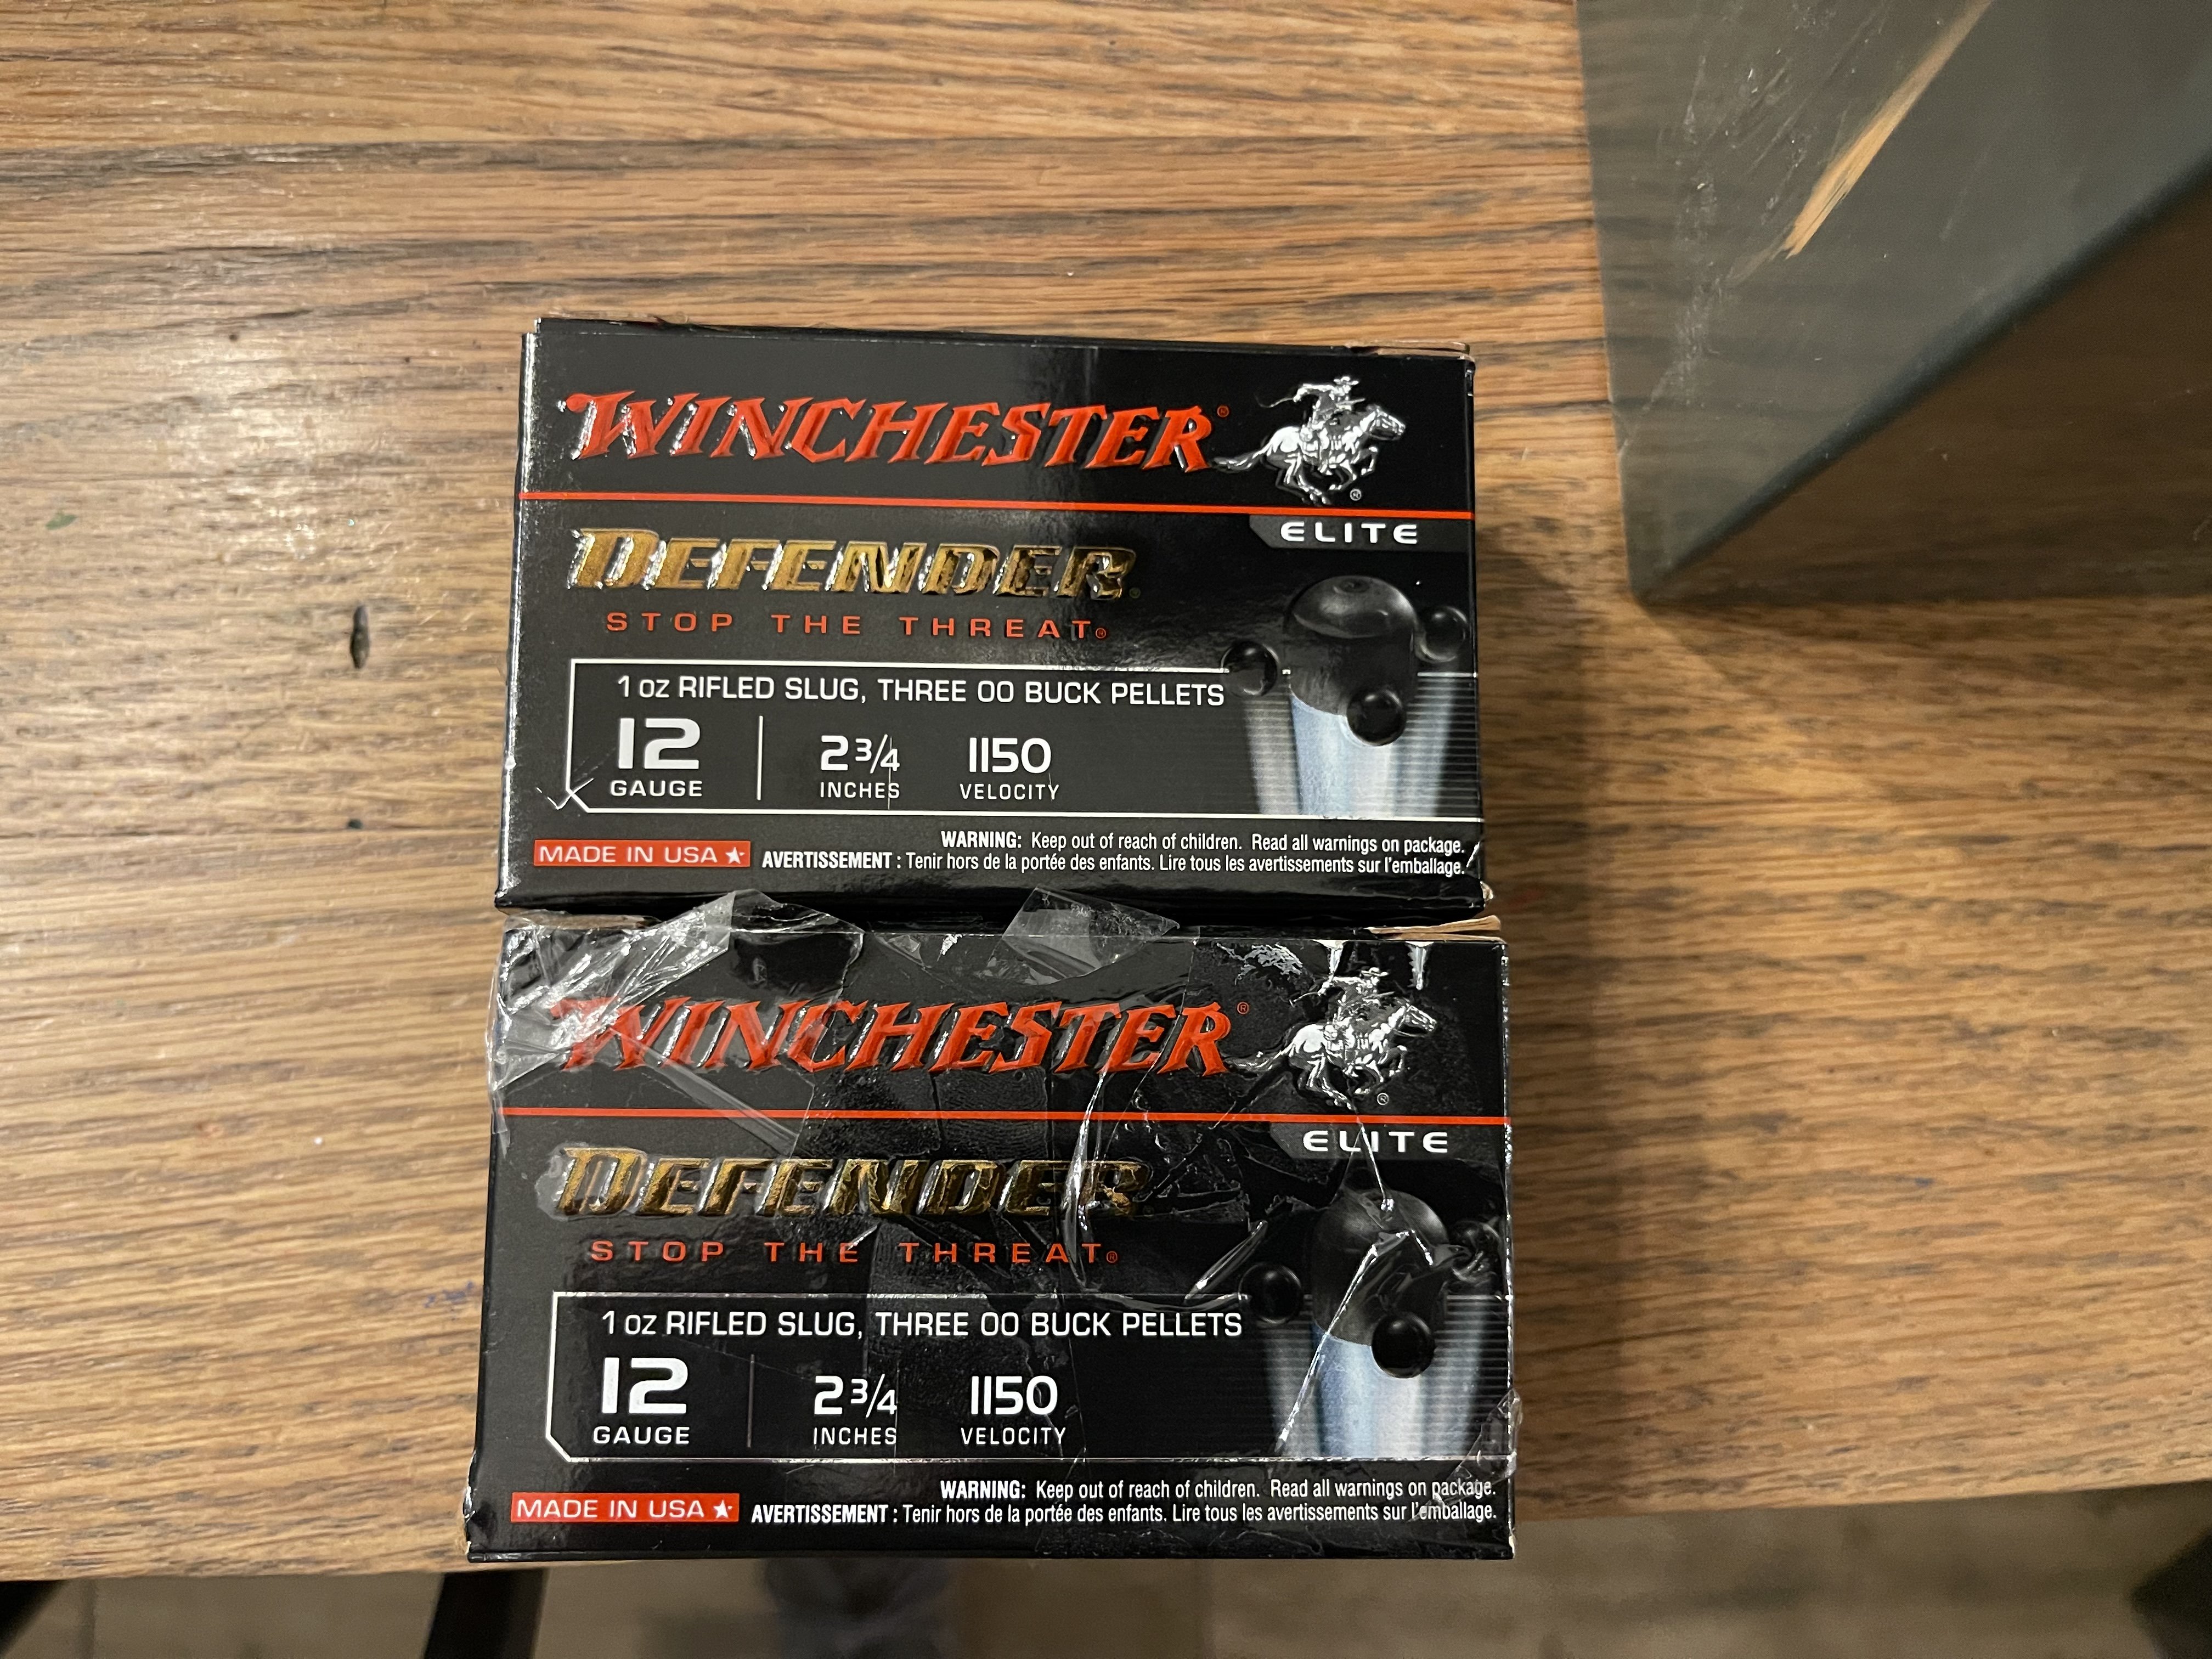 WINCHESTER®
®
ELITE
DEFENDER®
STOP THE THREAT®
1 oz RIFLED SLUG, THREE 00 BUCK PELLETS
12 2 3/4 1150
GAUGE INCHES VELOCITY
WARNING: Keep out of reach of children. Read all warnings on package.
MADE IN USA ★ AVERTISSEMENT : Tenir hors de la portée des enfants. Lire tous les avertissements sur l'emballage.
WINCHESTER®
®
ELITE
DEFENDER
STOP THE THREAT®
1 oz RIFLED SLUG, THREE 00 BUCK PELLETS
12 2 3/4 1150
GAUGE INCHES VELOCITY
WARNING: Keep out of reach of children. Read all warnings on package.
MADE IN USA ★ AVERTISSEMENT : Tenir hors de la portée des enfants. Lire tous les avertissements sur l'emballage.